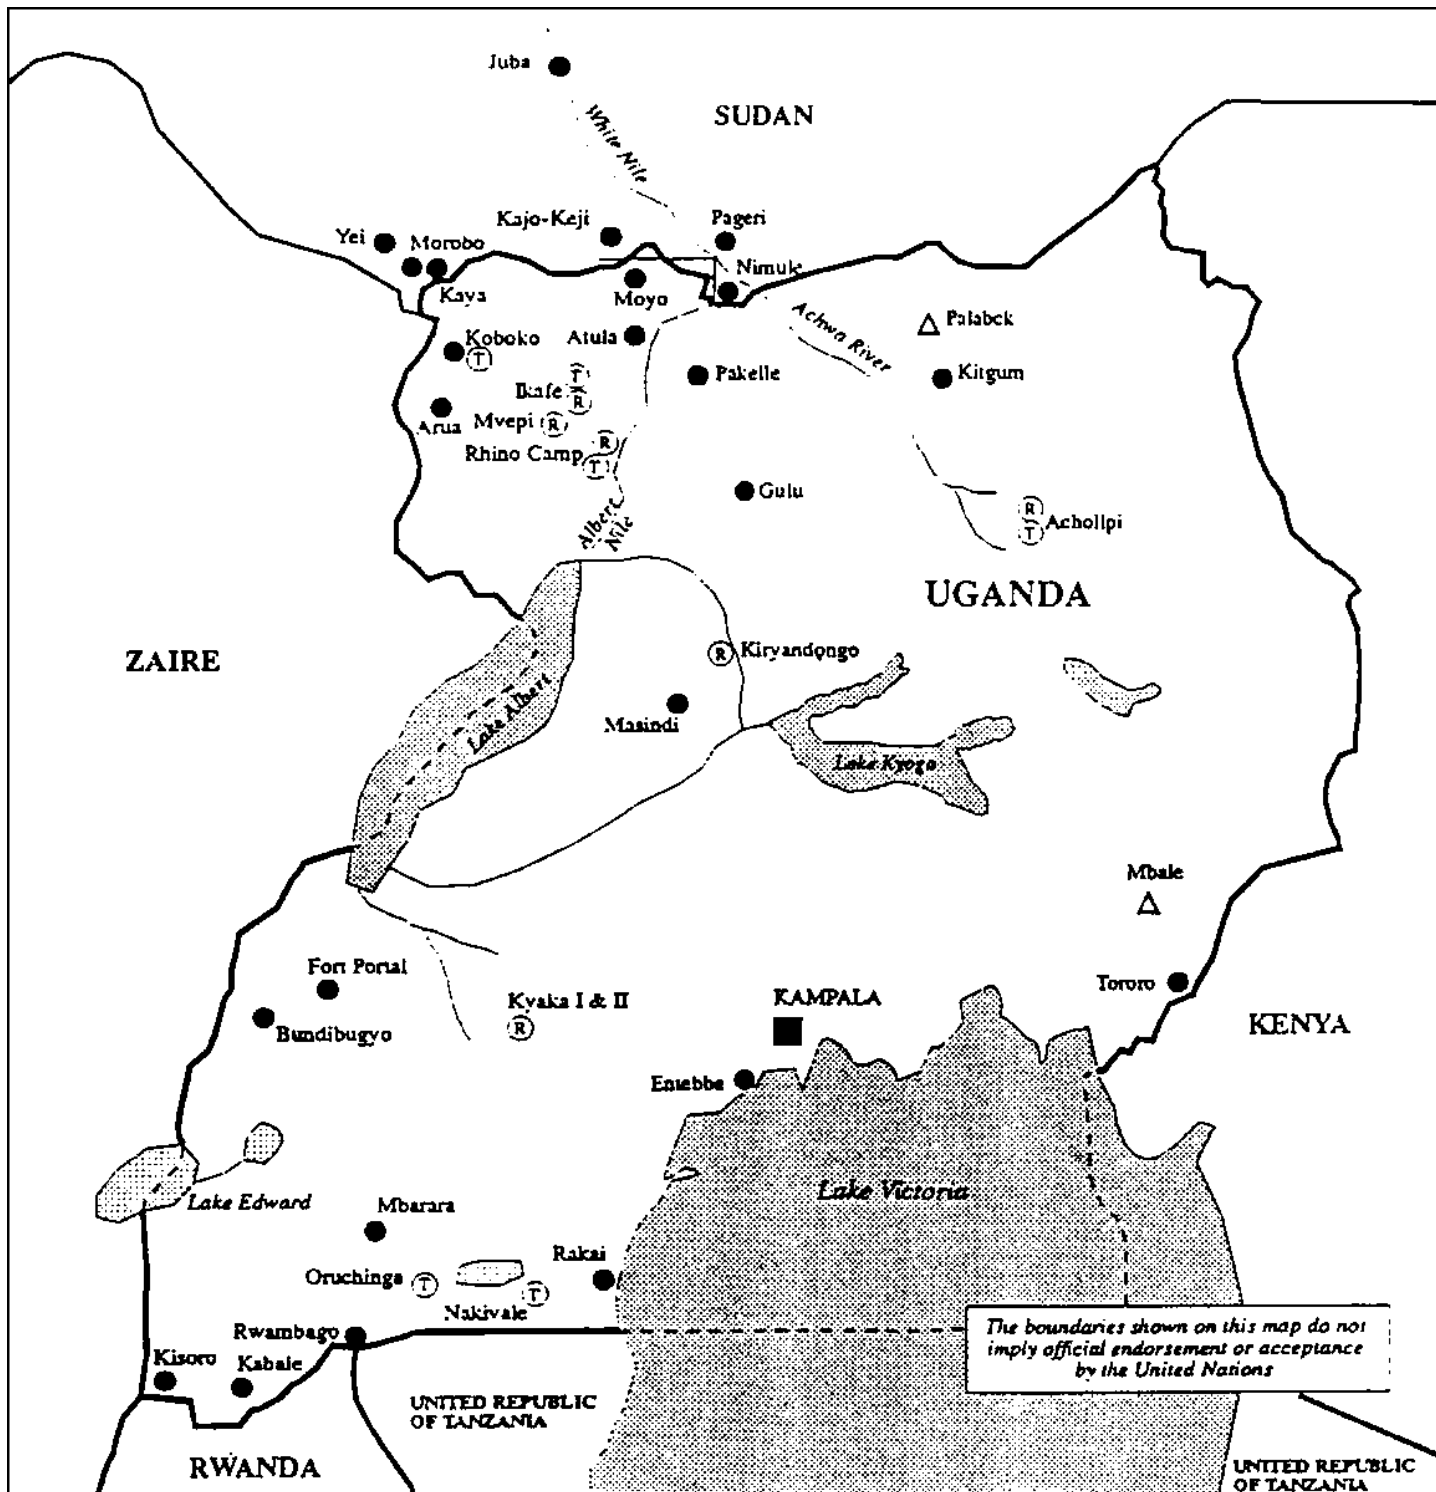 Juba
SUDAN
White Nile
Kajo-Keji
Pageri
Yei
Morobo
Nimule
Kaya
Moyo
Achwa River
Palabek
Koboko
T
Atula
Pakelle
Kitgum
T
Ikafe
R
Arua
Mvepi
R
R
Rhino Camp
T
Gulu
R
Achollpi
T
Albert
Nile
UGANDA
ZAIRE
R
Kiryandongo
Lake Albert
Masindi
Lake Kyoga
Mbale
Fort Portal
Tororo
Kyaka I & II
R
KAMPALA
Bundibugyo
KENYA
Entebbe
Lake Edward
Lake Victoria
Mbarara
Rakai
Oruchinga
T
Nakivale
T
Rwambago
The boundaries shown on this map do not
imply official endorsement or acceptance
by the United Nations
Kisoro
Kabale
UNITED REPUBLIC
OF TANZANIA
RWANDA
UNITED REPUBLIC
OF TANZANIA